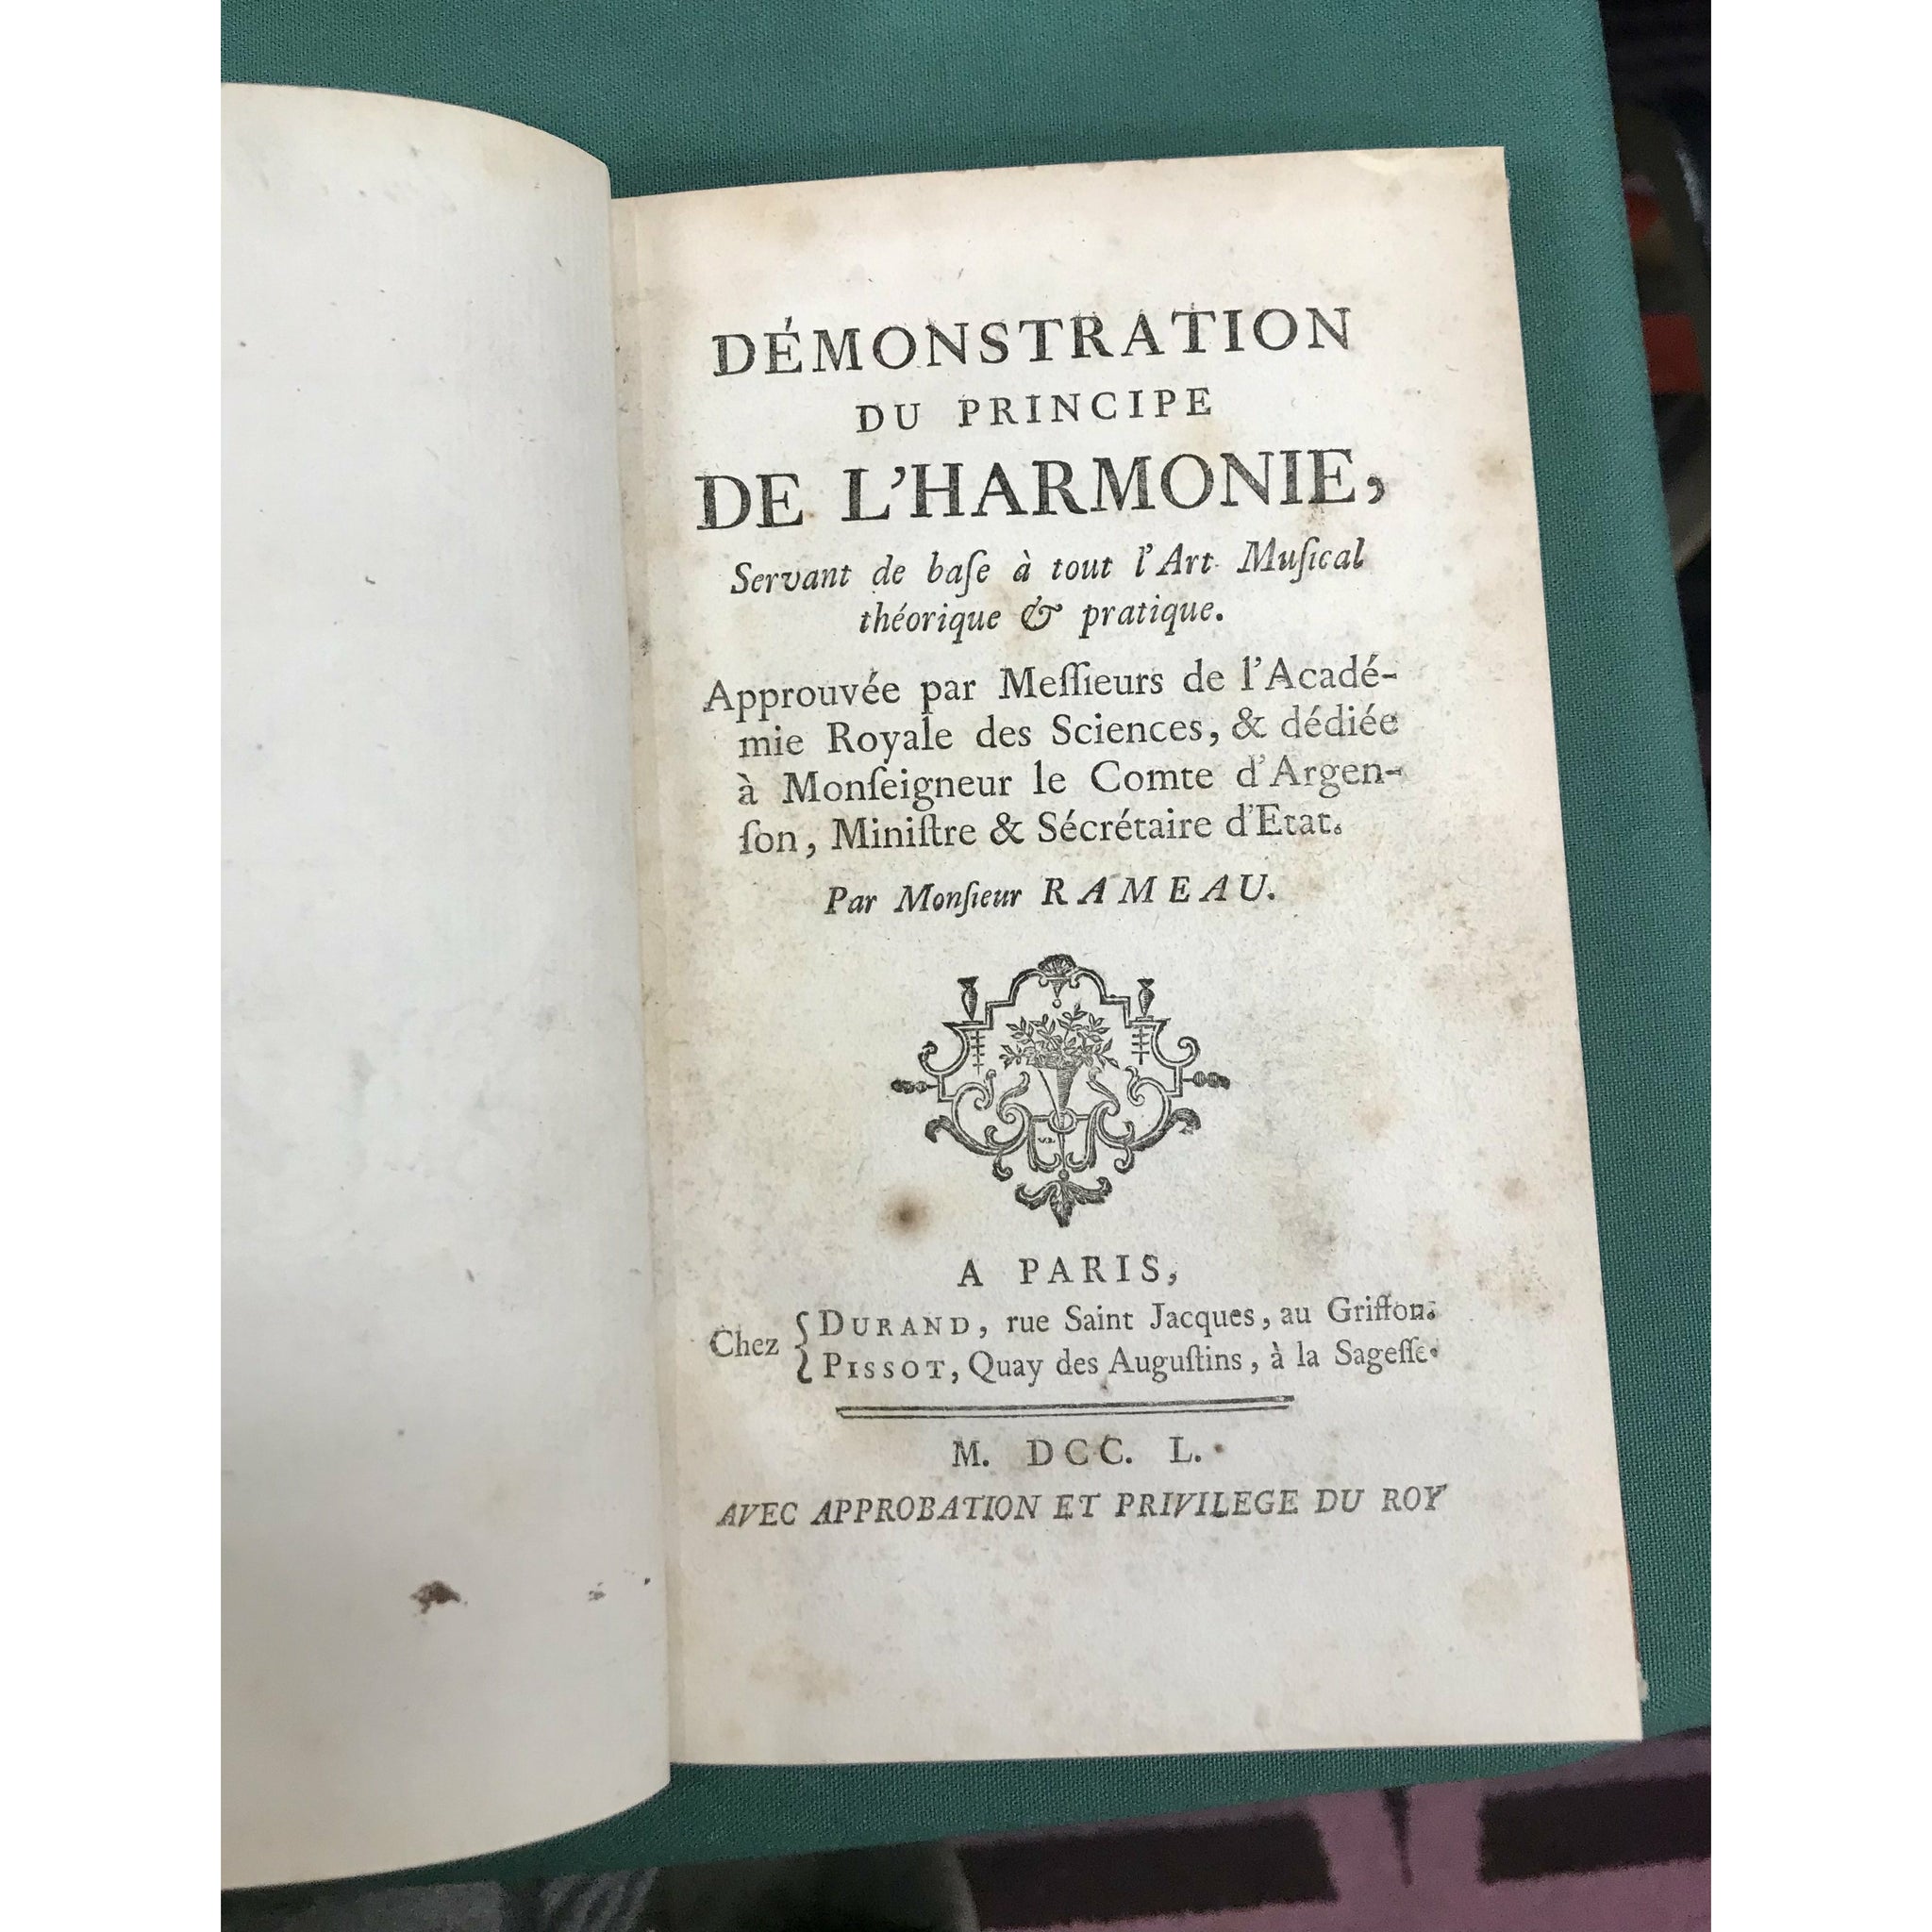 DÉMONSTRATION
DU PRINCIPE
DE L'HARMONIE,
Servant de baſe à tout l'Art Muſical
théorique & pratique.
Approuvée par Meſſieurs de l'Acadé-
mie Royale des Sciences, & dédiée
à Monſeigneur le Comte d'Argen-
ſon, Miniſtre & Sécrétaire d'Etat.
Par Monſieur RAMEAU.
A PARIS,
Chez { DURAND, rue Saint Jacques, au Griffon.
PISSOT, Quay des Auguſtins, à la Sageſſe.
M. DCC. L.
AVEC APPROBATION ET PRIVILEGE DU ROY